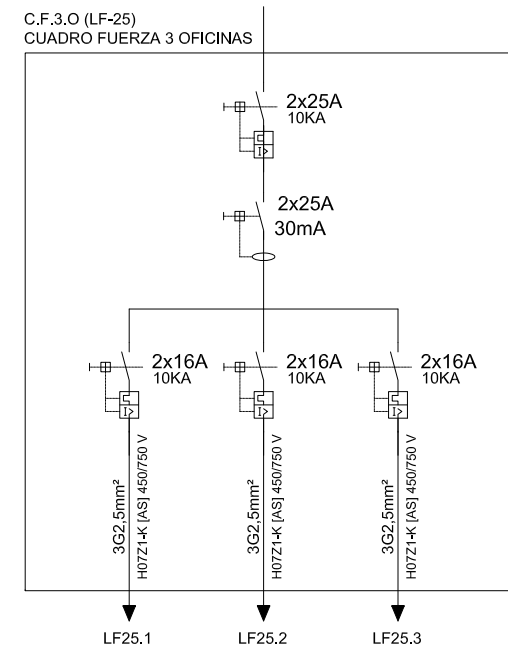 C.F.3.O (LF-25)
CUADRO FUERZA 3 OFICINAS
2x25A
10KA
I>
2x25A
30mA
2x16A
10KA
I>
3G2,5mm²
H07Z1-K [AS] 450/750 V
2x16A
10KA
I>
3G2,5mm²
H07Z1-K [AS] 450/750 V
2x16A
10KA
I>
3G2,5mm²
H07Z1-K [AS] 450/750 V
LF25.1
LF25.2
LF25.3